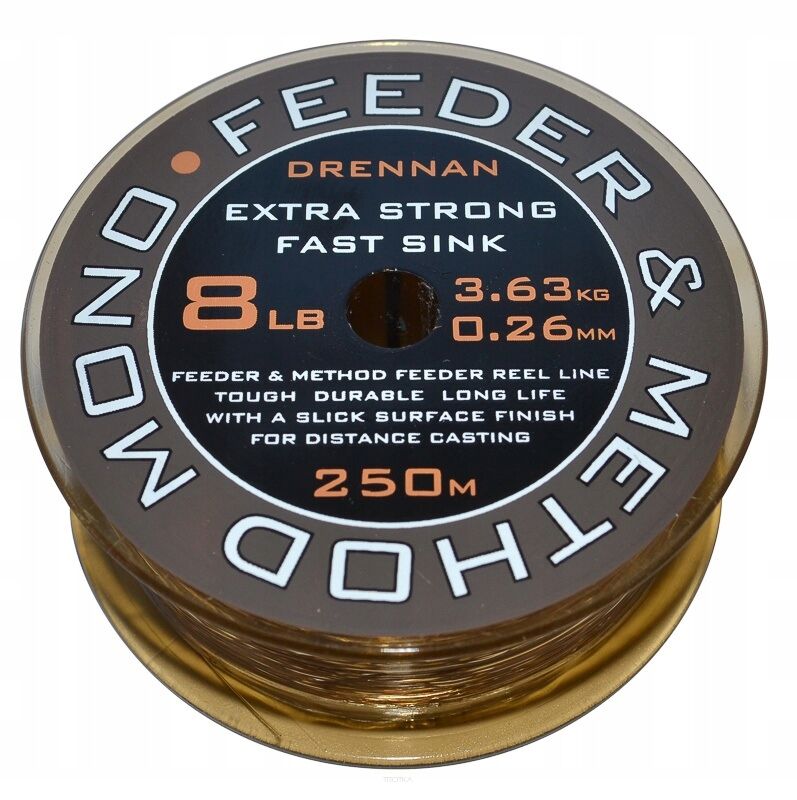 FEEDER & METHOD MONO
DRENNAN
EXTRA STRONG
FAST SINK
8LB
3.63KG
0.26MM
FEEDER & METHOD FEEDER REEL LINE
TOUGH DURABLE LONG LIFE
WITH A SLICK SURFACE FINISH
FOR DISTANCE CASTING
250M